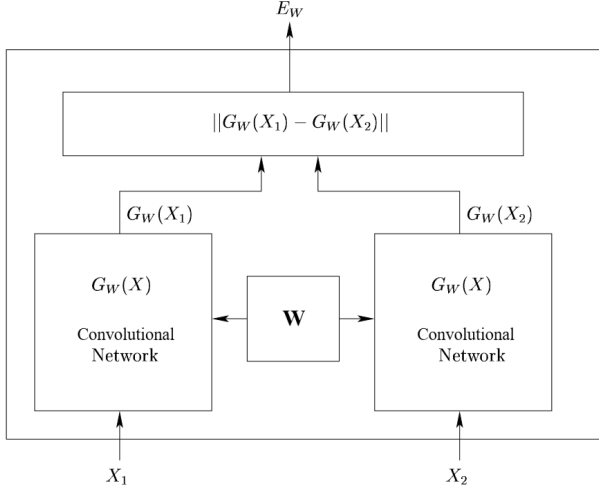 E_W
||G_W(X_1) − G_W(X_2)||
G_W(X_1)
G_W(X_2)
G_W(X)
Convolutional
Network
W
G_W(X)
Convolutional
Network
X_1
X_2